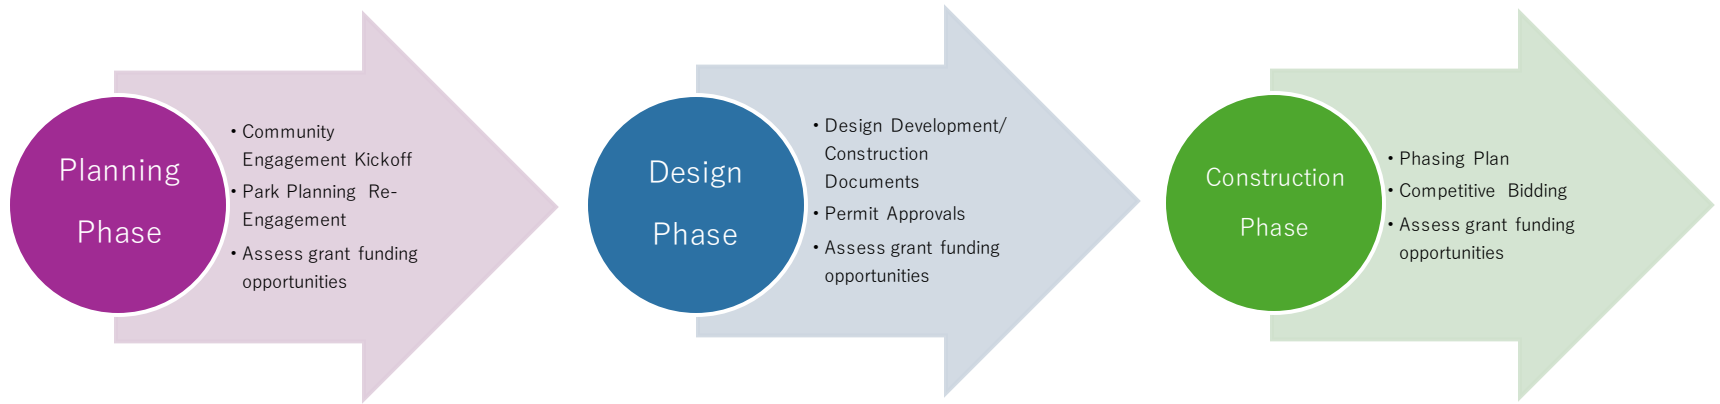 Planning
Phase
• Community
Engagement Kickoff
• Park Planning Re-
Engagement
• Assess grant funding
opportunities
Design
Phase
• Design Development/
Construction
Documents
• Permit Approvals
• Assess grant funding
opportunities
Construction
Phase
• Phasing Plan
• Competitive Bidding
• Assess grant funding
opportunities